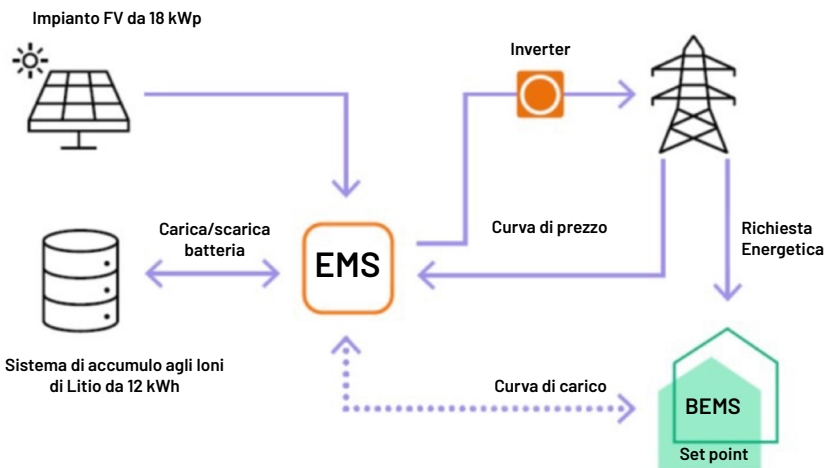 Impianto FV da 18 kWp
Inverter
Carica/scarica
batteria
EMS
Curva di prezzo
Richiesta
Energetica
Sistema di accumulo agli Ioni
di Litio da 12 kWh
Curva di carico
BEMS
Set point